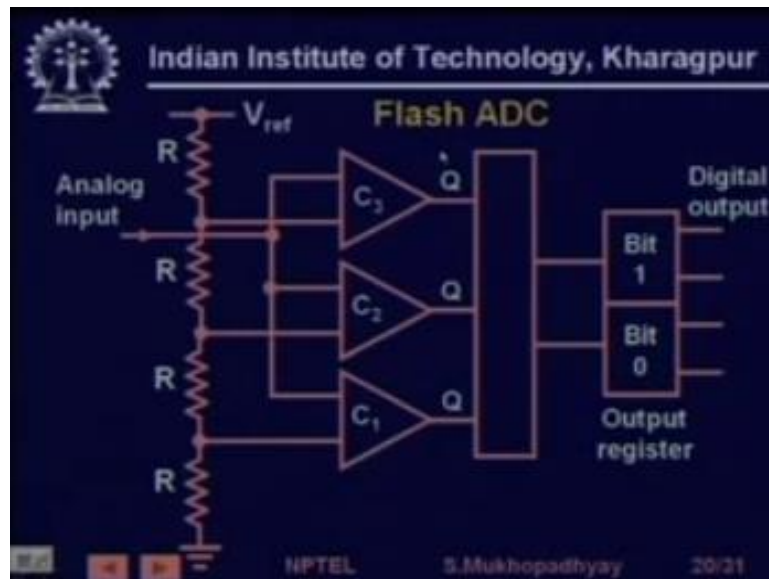 Indian Institute of Technology, Kharagpur
Vref
Flash ADC
R
Analog
input
C3
Q
Digital
output
R
Bit
1
C2
Q
Bit
0
R
C1
Q
Output
register
R
NPTEL
S.Mukhopadhyay
20/31